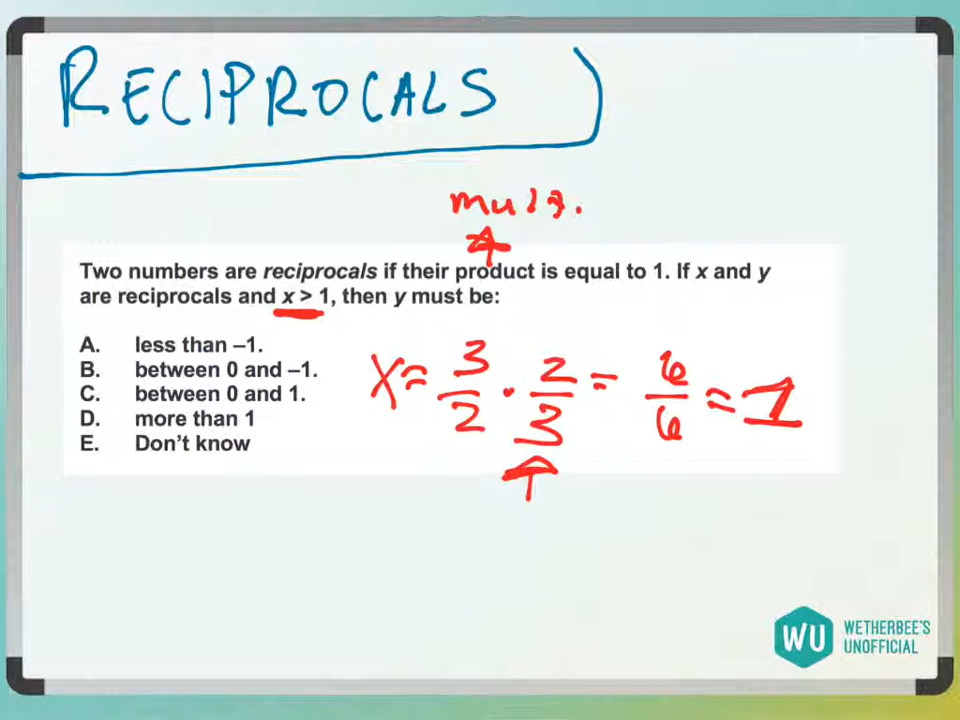 RECIPROCALS
mult.
Two numbers are reciprocals if their product is equal to 1. If x and y
are reciprocals and x > 1, then y must be:
A. less than –1.
B. between 0 and –1.
C. between 0 and 1.
D. more than 1
E. Don't know
X = 3/2 · 2/3 = 6/6 = 1
WU WETHERBEE'S
UNOFFICIAL